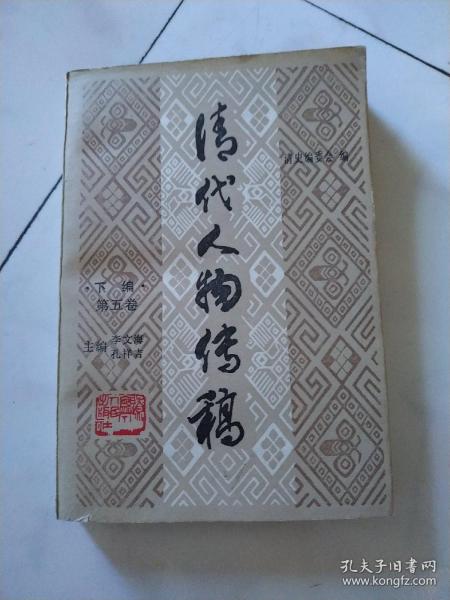 清代人物传稿
清史编委会 编
·下编·
第五卷
主编 李文海
孔祥吉
孔夫子旧书网
www.kongfz.com